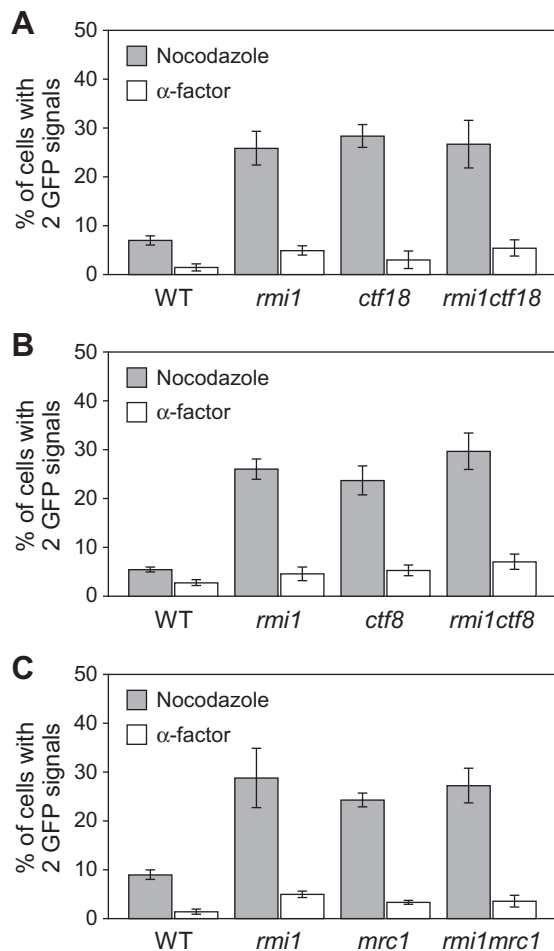 A
% of cells with
2 GFP signals
50
40
30
20
10
0
Nocodazole
α-factor
WT rmi1 ctf18 rmi1ctf18
B
% of cells with
2 GFP signals
50
40
30
20
10
0
Nocodazole
α-factor
WT rmi1 ctf8 rmi1ctf8
C
% of cells with
2 GFP signals
50
40
30
20
10
0
Nocodazole
α-factor
WT rmi1 mrc1 rmi1mrc1